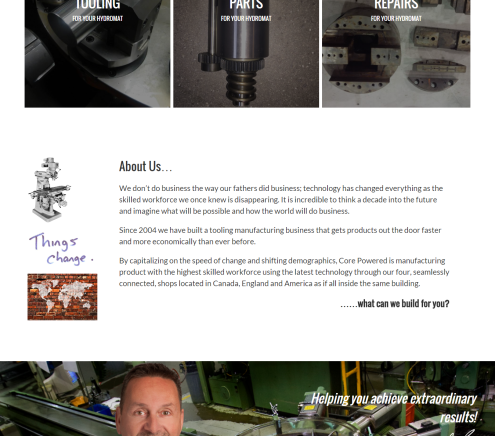 TOOLING
FOR YOUR HYDROMAT
PARTS
FOR YOUR HYDROMAT
REPAIRS
FOR YOUR HYDROMAT
About Us…
We don't do business the way our fathers did business; technology has changed everything as the
skilled workforce we once knew is disappearing. It is incredible to think a decade into the future
and imagine what will be possible and how the world will do business.
Since 2004 we have built a tooling manufacturing business that gets products out the door faster
and more economically than ever before.
By capitalizing on the speed of change and shifting demographics, Core Powered is manufacturing
product with the highest skilled workforce using the latest technology through our four, seamlessly
connected, shops located in Canada, England and America as if all inside the same building.
……what can we build for you?
Things
change.
Helping you achieve extraordinary
results!